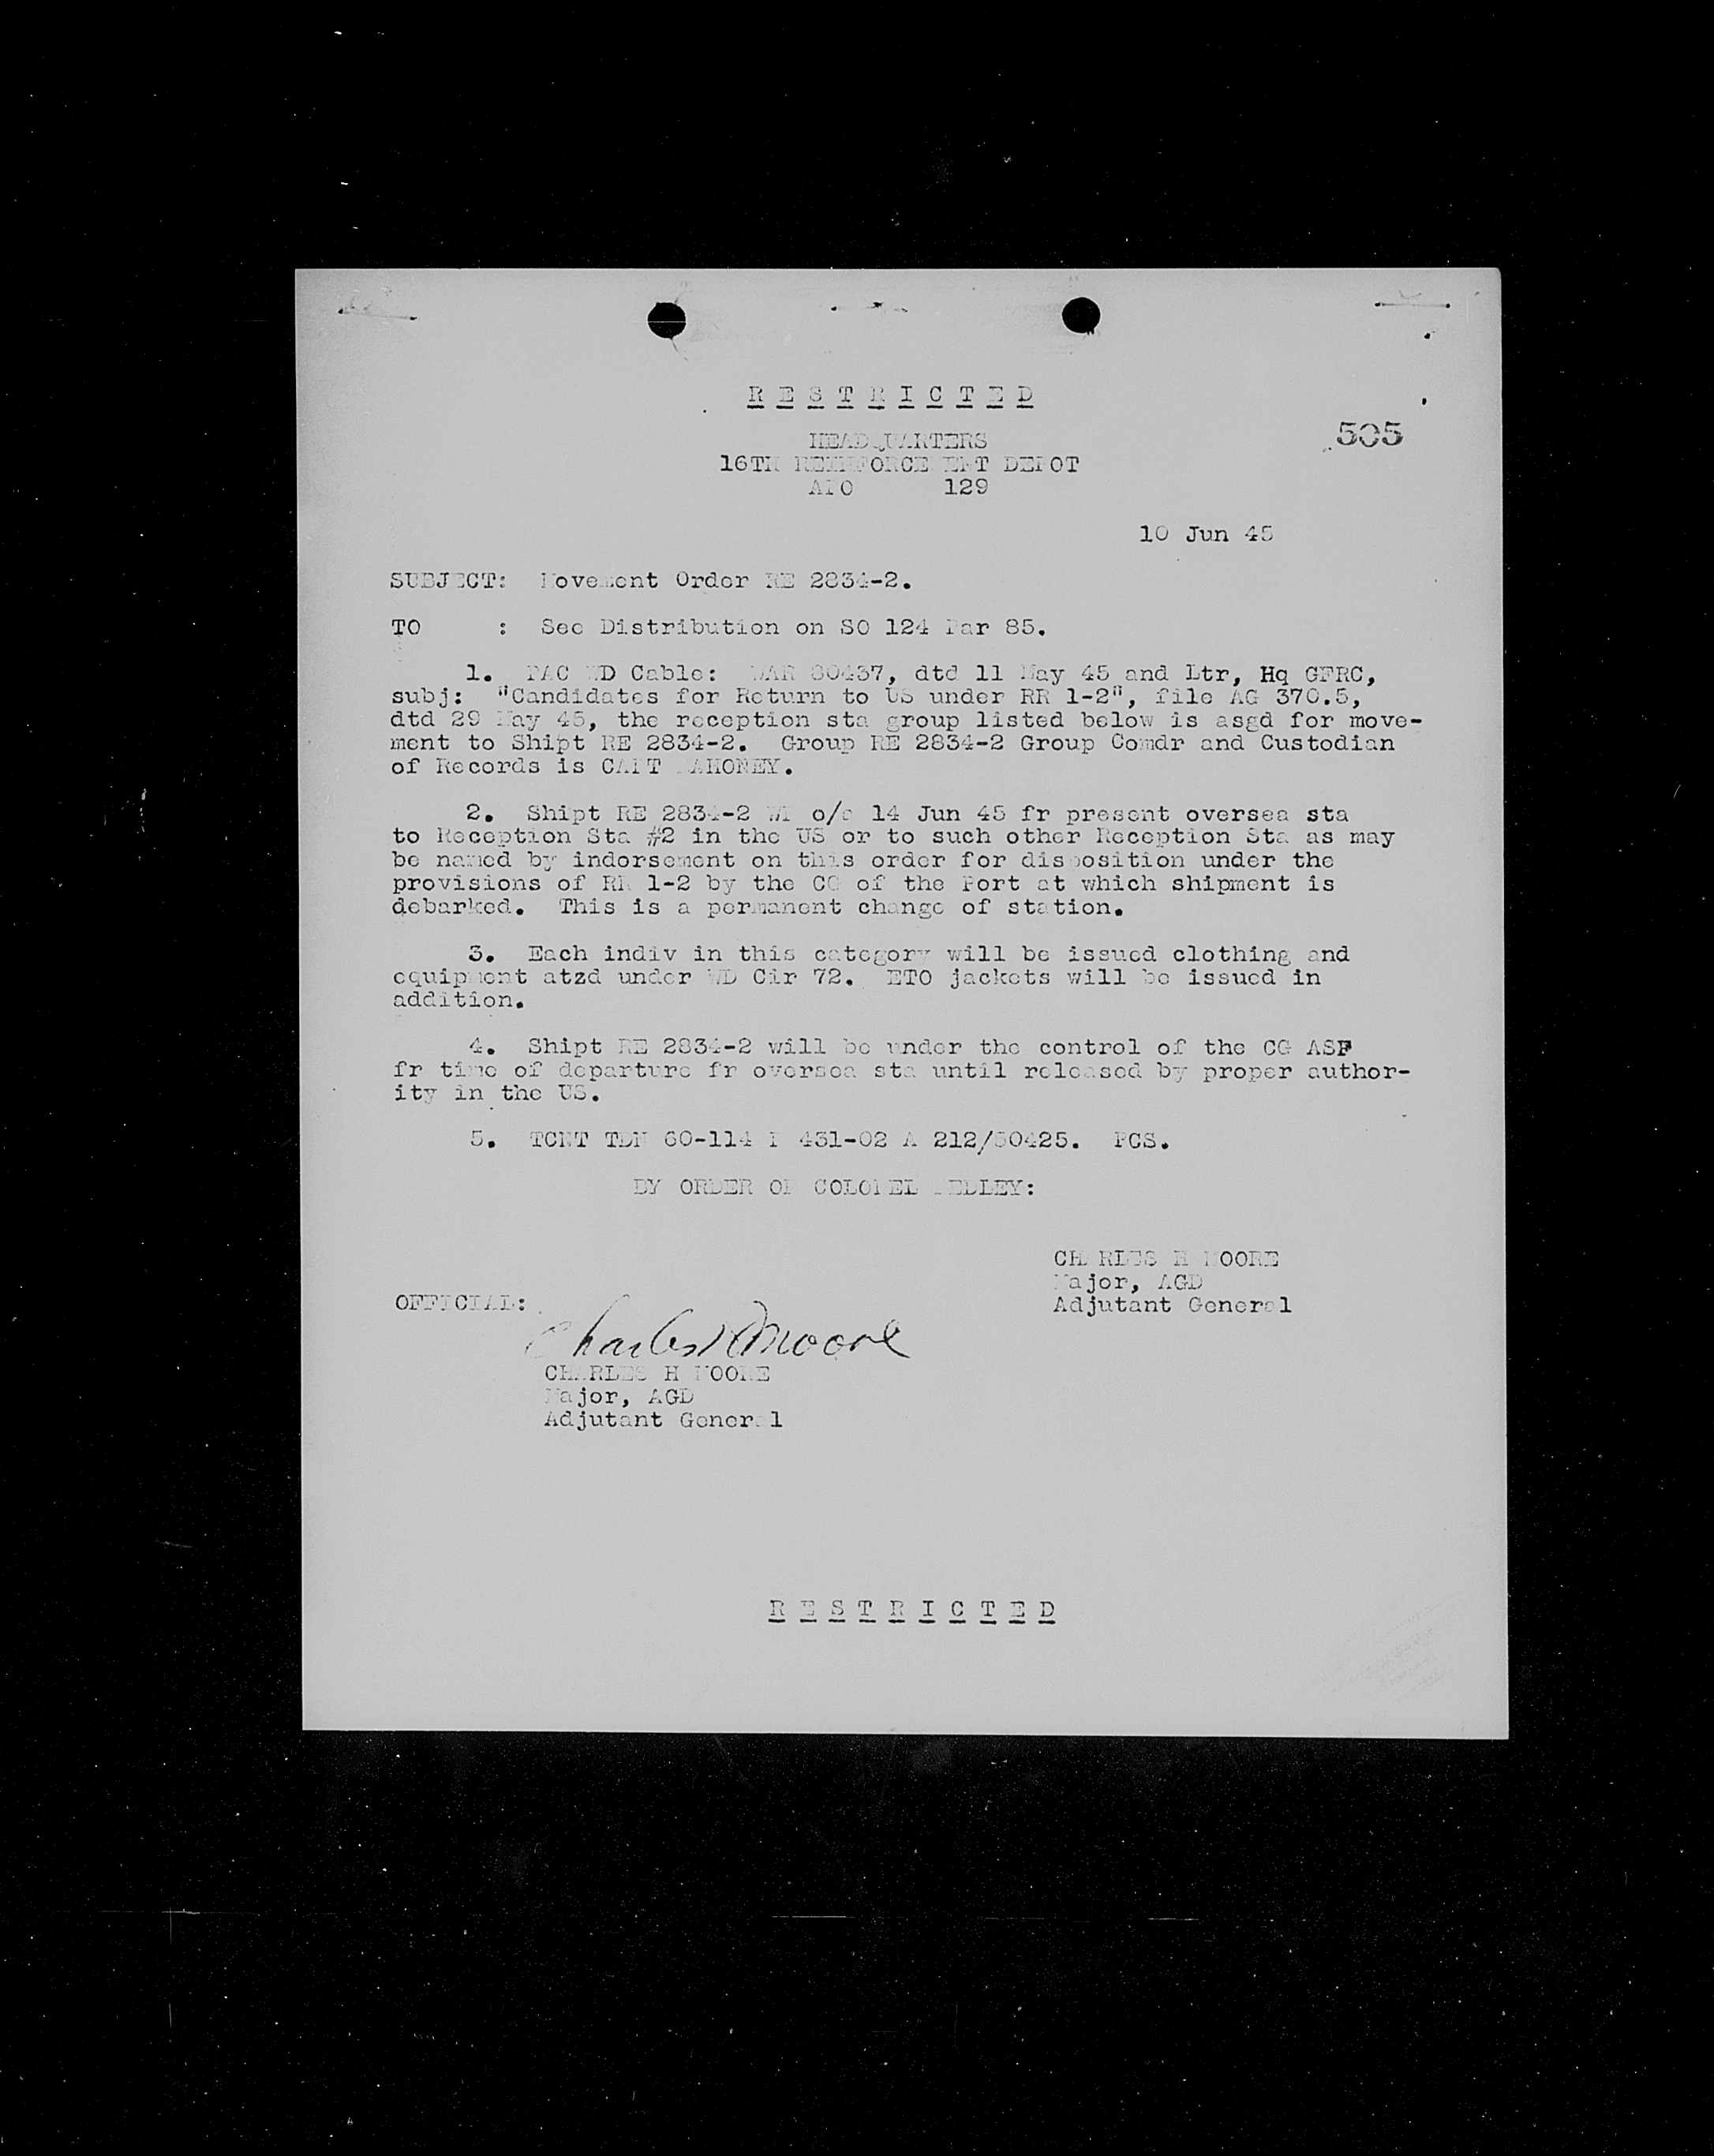 R E S T R I C T E D
505
HEADQUARTERS
16TH REINFORCEMENT DEPOT
APO 129
10 Jun 45
SUBJECT: Movement Order RE 2834-2.
TO : See Distribution on SO 124 Par 85.
1. PAC WD Cable: WAR 80437, dtd 11 May 45 and Ltr, Hq GFRC,
subj: "Candidates for Return to US under RR 1-2", file AG 370.5,
dtd 29 May 45, the reception sta group listed below is asgd for move-
ment to Shipt RE 2834-2. Group RE 2834-2 Group Comdr and Custodian
of Records is CAPT MAHONEY.
2. Shipt RE 2834-2 WP o/a 14 Jun 45 fr present oversea sta
to Reception Sta #2 in the US or to such other Reception Sta as may
be named by indorsement on this order for disposition under the
provisions of RR 1-2 by the CG of the Port at which shipment is
debarked. This is a permanent change of station.
3. Each indiv in this category will be issued clothing and
equipment atzd under WD Cir 72. ETO jackets will be issued in
addition.
4. Shipt RE 2834-2 will be under the control of the CG ASF
fr time of departure fr oversea sta until released by proper author-
ity in the US.
5. TCNT TDN 60-114 P 431-02 A 212/50425. PCS.
BY ORDER OF COLONEL
CHARLES H MOORE
Major, AGD
Adjutant General
OFFICIAL:
Charles H Moore
CHARLES H MOORE
Major, AGD
Adjutant General
R E S T R I C T E D